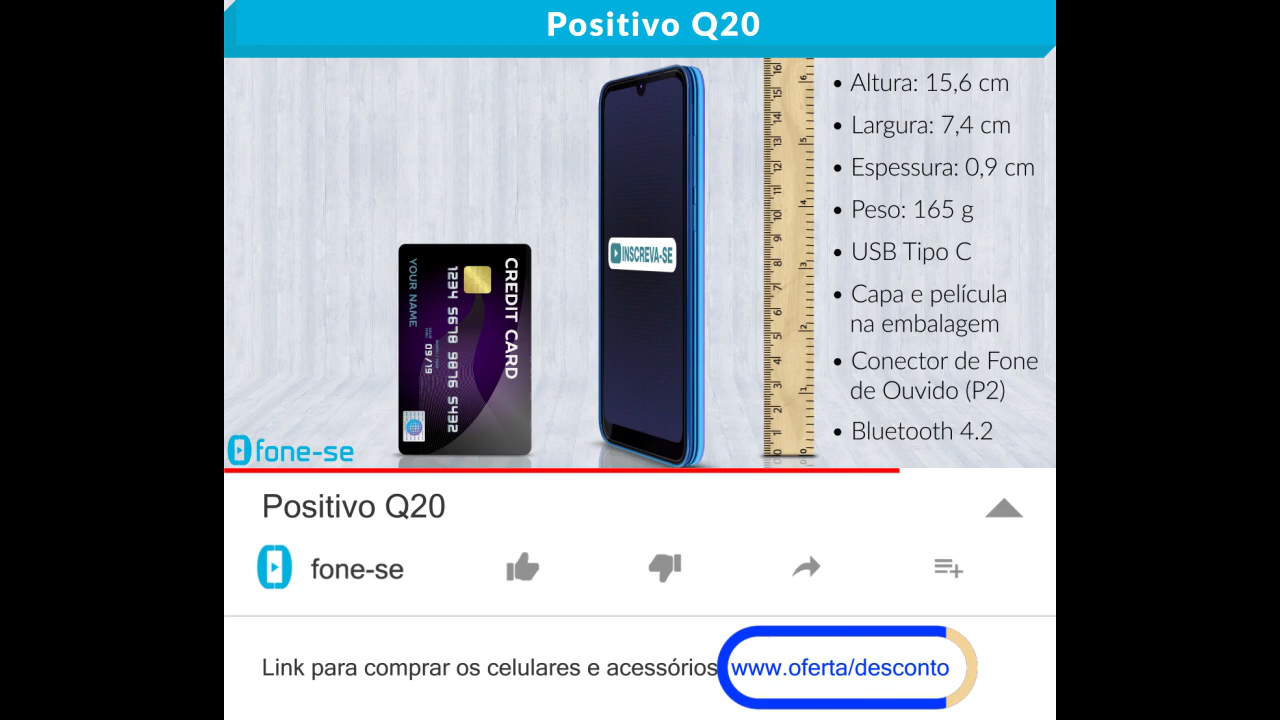 Positivo Q20
• Altura: 15,6 cm
• Largura: 7,4 cm
• Espessura: 0,9 cm
• Peso: 165 g
• USB Tipo C
• Capa e película
na embalagem
• Conector de Fone
de Ouvido (P2)
• Bluetooth 4.2
INSCREVA-SE
CREDIT CARD
1234 5678 9876 5432
09/19
YOUR NAME
fone-se
Positivo Q20
fone-se
Link para comprar os celulares e acessórios www.oferta/desconto